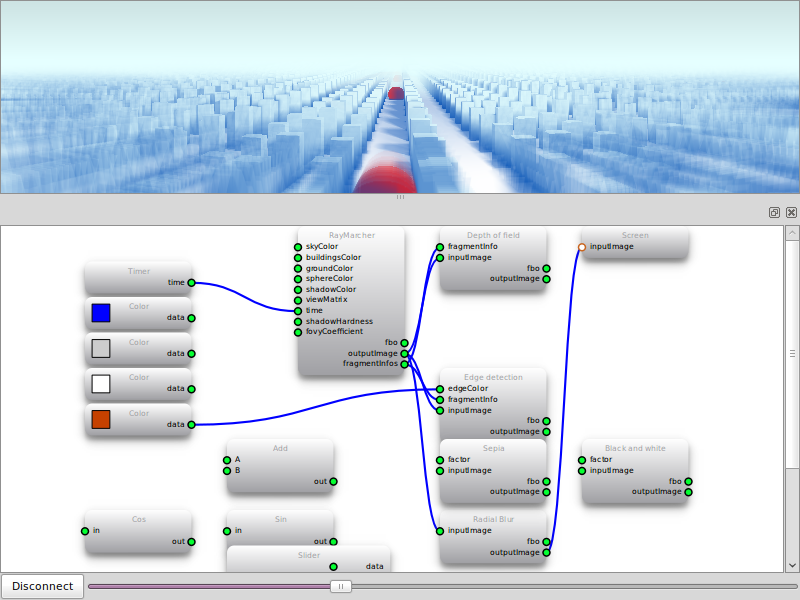 Timer
time
Color
data
Color
data
Color
data
Color
data
RayMarcher
skyColor
buildingsColor
groundColor
sphereColor
shadowColor
viewMatrix
time
shadowHardness
fovyCoefficient
fbo
outputImage
fragmentInfos
Depth of field
fragmentInfo
inputImage
fbo
outputImage
Screen
inputImage
Edge detection
edgeColor
fragmentInfo
inputImage
fbo
outputImage
Add
A
B
out
Sepia
factor
inputImage
fbo
outputImage
Black and white
factor
inputImage
fbo
outputImage
Cos
in
out
Sin
in
out
Radial Blur
inputImage
fbo
outputImage
Slider
data
Disconnect